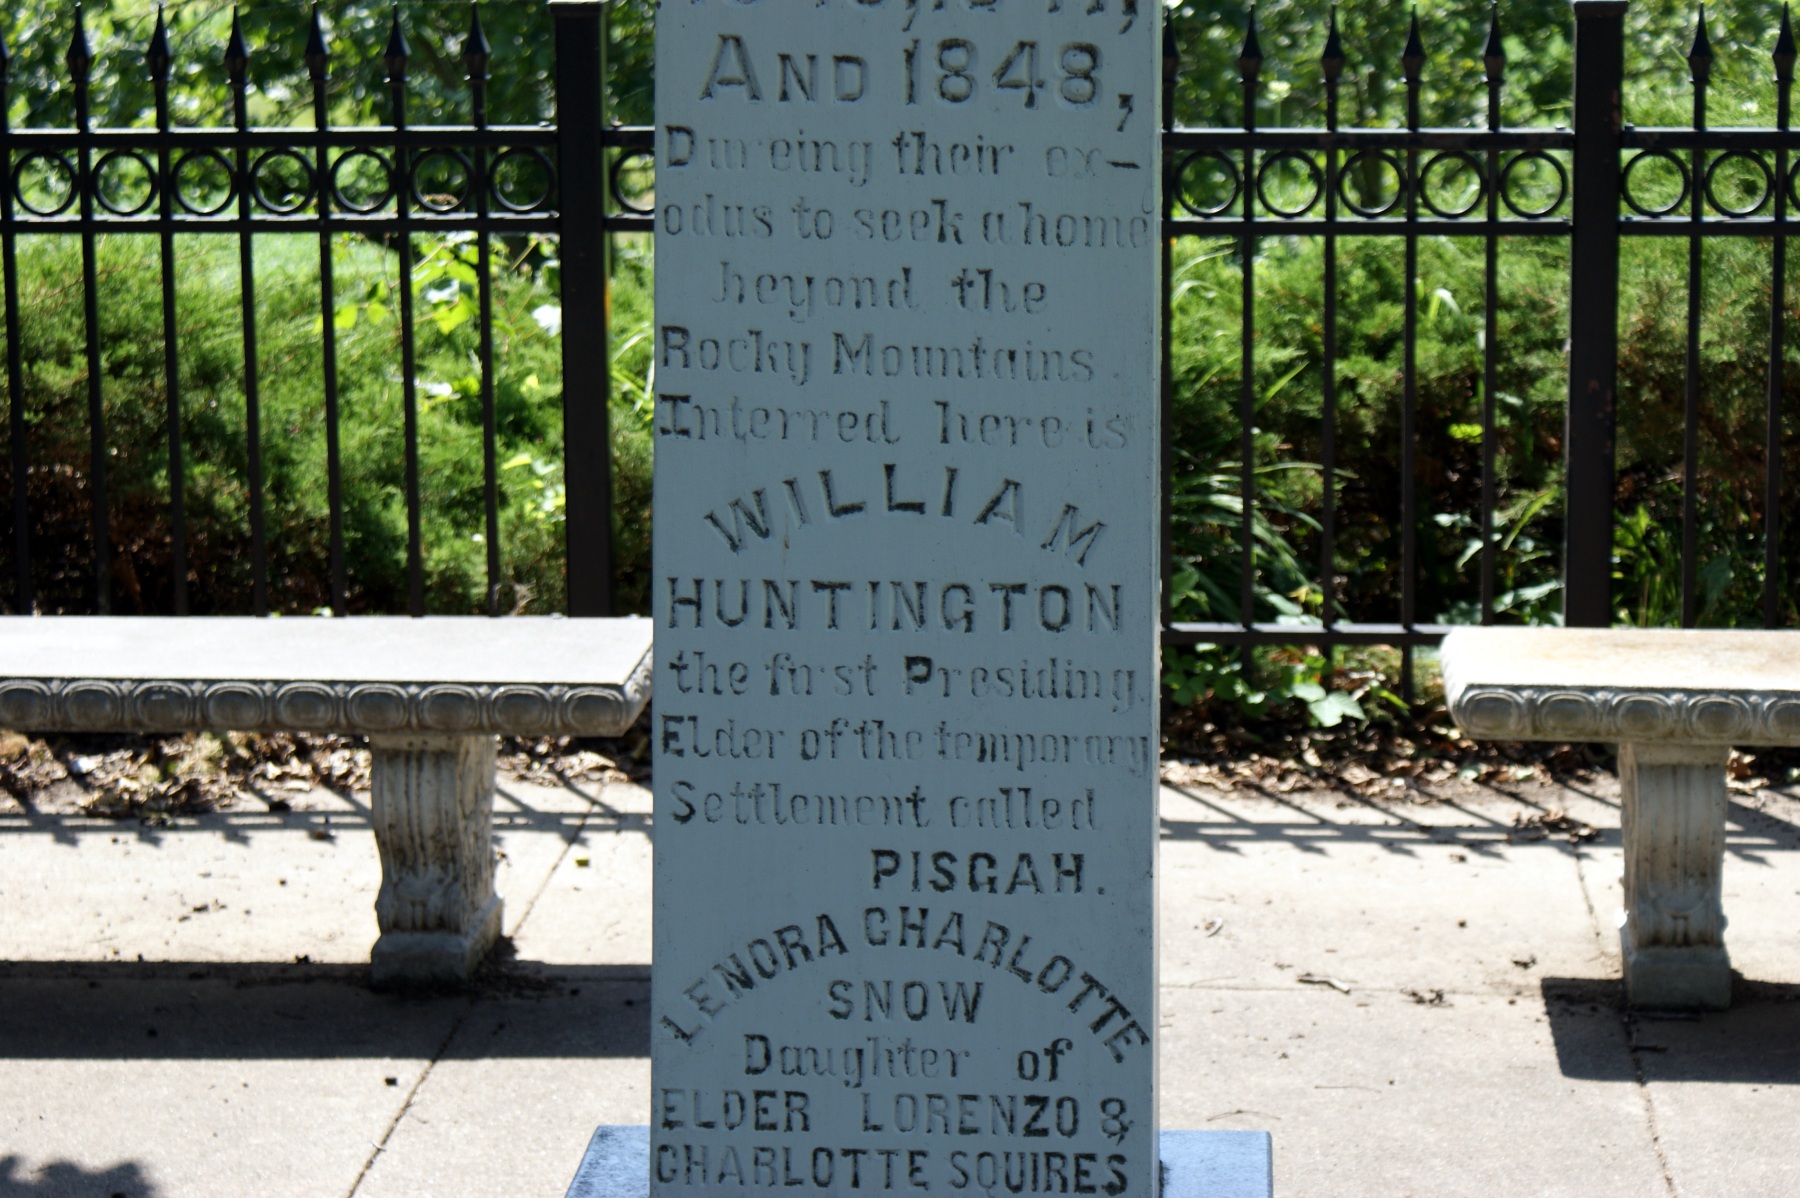 AND 1848,
Dureing their ex-
odus to seek a home
beyond the
Rocky Mountains.
Interred here is
WILLIAM
HUNTINGTON
the first Presiding
Elder of the temporary
Settlement called
PISGAH.
LENORA CHARLOTTE
SNOW
Daughter of
ELDER LORENZO &
CHARLOTTE SQUIRES